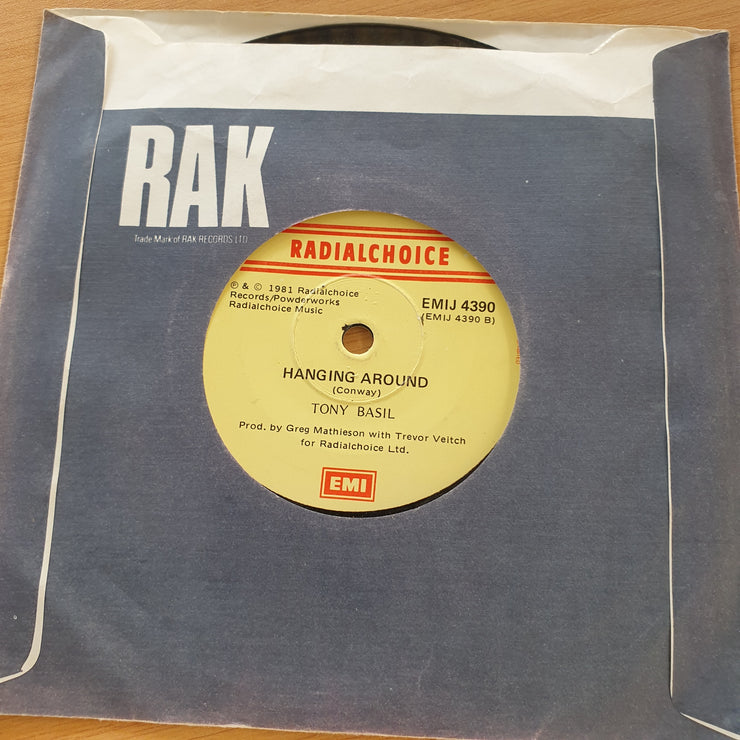 RAK
Trade Mark of RAK RECORDS LTD
RADIALCHOICE
℗ & © 1981 Radialchoice
Records/Powderworks
Radialchoice Music
EMIJ 4390
(EMIJ 4390 B)
HANGING AROUND
(Conway)
TONY BASIL
Prod. by Greg Mathieson with Trevor Veitch
for Radialchoice Ltd.
EMI